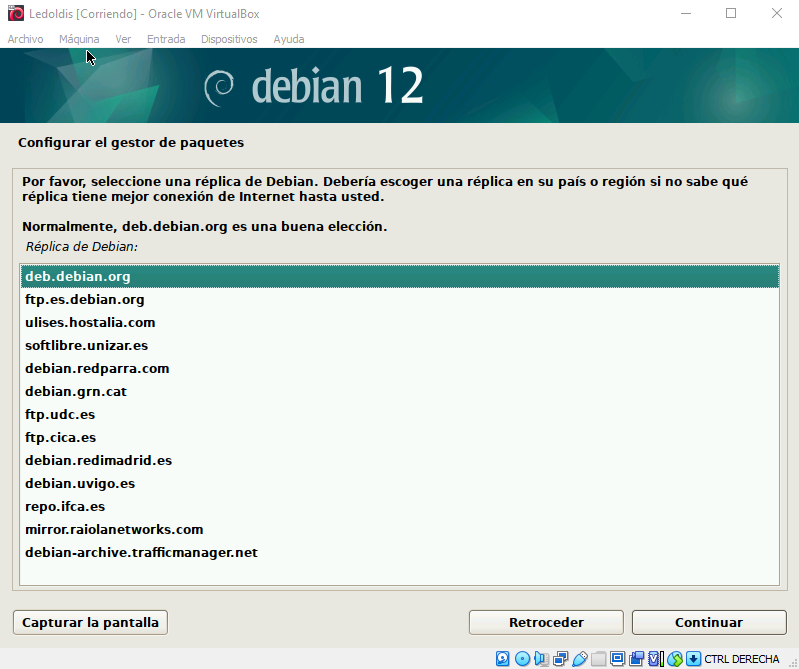 Ledoldis [Corriendo] - Oracle VM VirtualBox
Archivo Máquina Ver Entrada Dispositivos Ayuda
debian 12
Configurar el gestor de paquetes
Por favor, seleccione una réplica de Debian. Debería escoger una réplica en su país o región si no sabe qué
réplica tiene mejor conexión de Internet hasta usted.
Normalmente, deb.debian.org es una buena elección.
Réplica de Debian:
deb.debian.org
ftp.es.debian.org
ulises.hostalia.com
softlibre.unizar.es
debian.redparra.com
debian.grn.cat
ftp.udc.es
ftp.cica.es
debian.redimadrid.es
debian.uvigo.es
repo.ifca.es
mirror.raiolanetworks.com
debian-archive.trafficmanager.net
Capturar la pantalla Retroceder Continuar
CTRL DERECHA